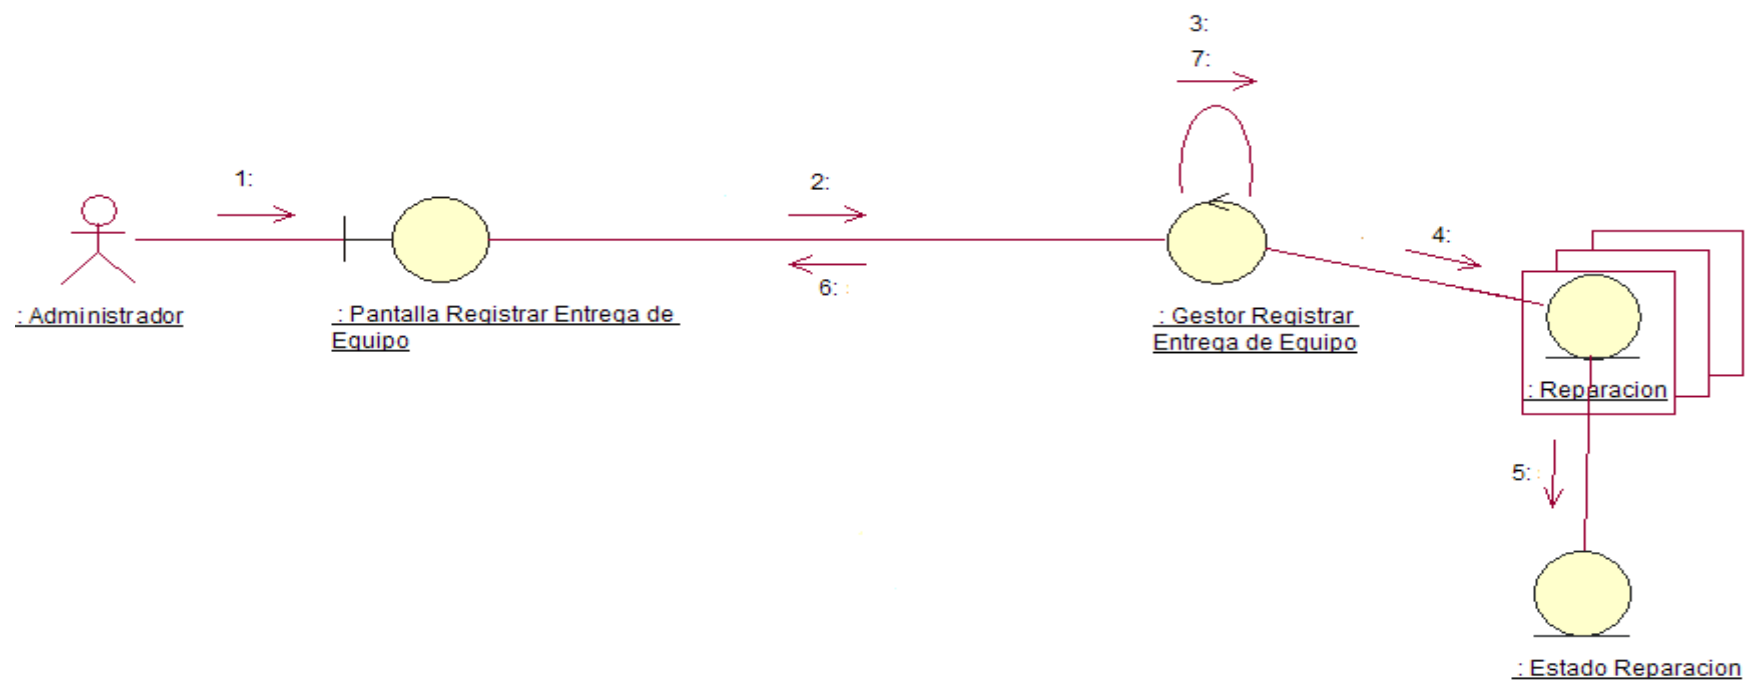 3:
7:
1:
2:
4:
6:
: Administrador
: Pantalla Registrar Entrega de
Equipo
: Gestor Registrar
Entrega de Equipo
: Reparacion
5:
: Estado Reparacion